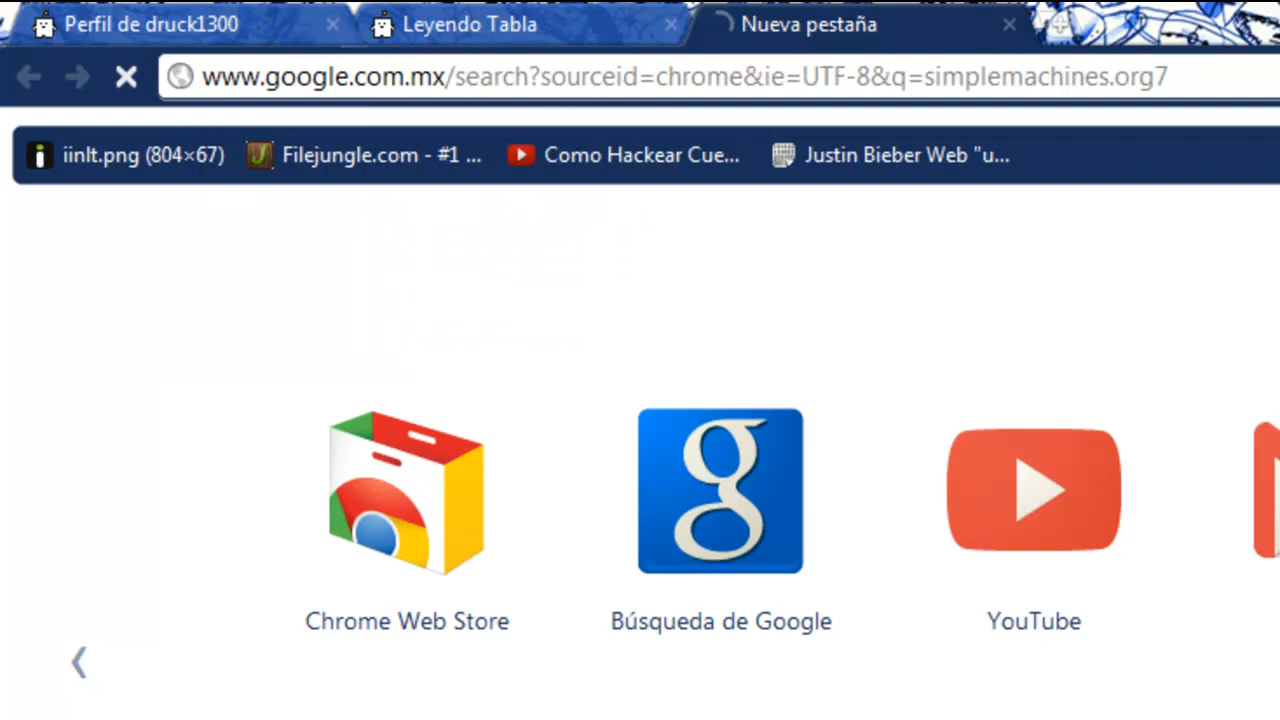 Perfil de druck1300
Leyendo Tabla
Nueva pestaña
www.google.com.mx/search?sourceid=chrome&ie=UTF-8&q=simplemachines.org7
iinlt.png (804×67)
Filejungle.com - #1 ...
Como Hackear Cue...
Justin Bieber Web "u...
Chrome Web Store
Búsqueda de Google
YouTube